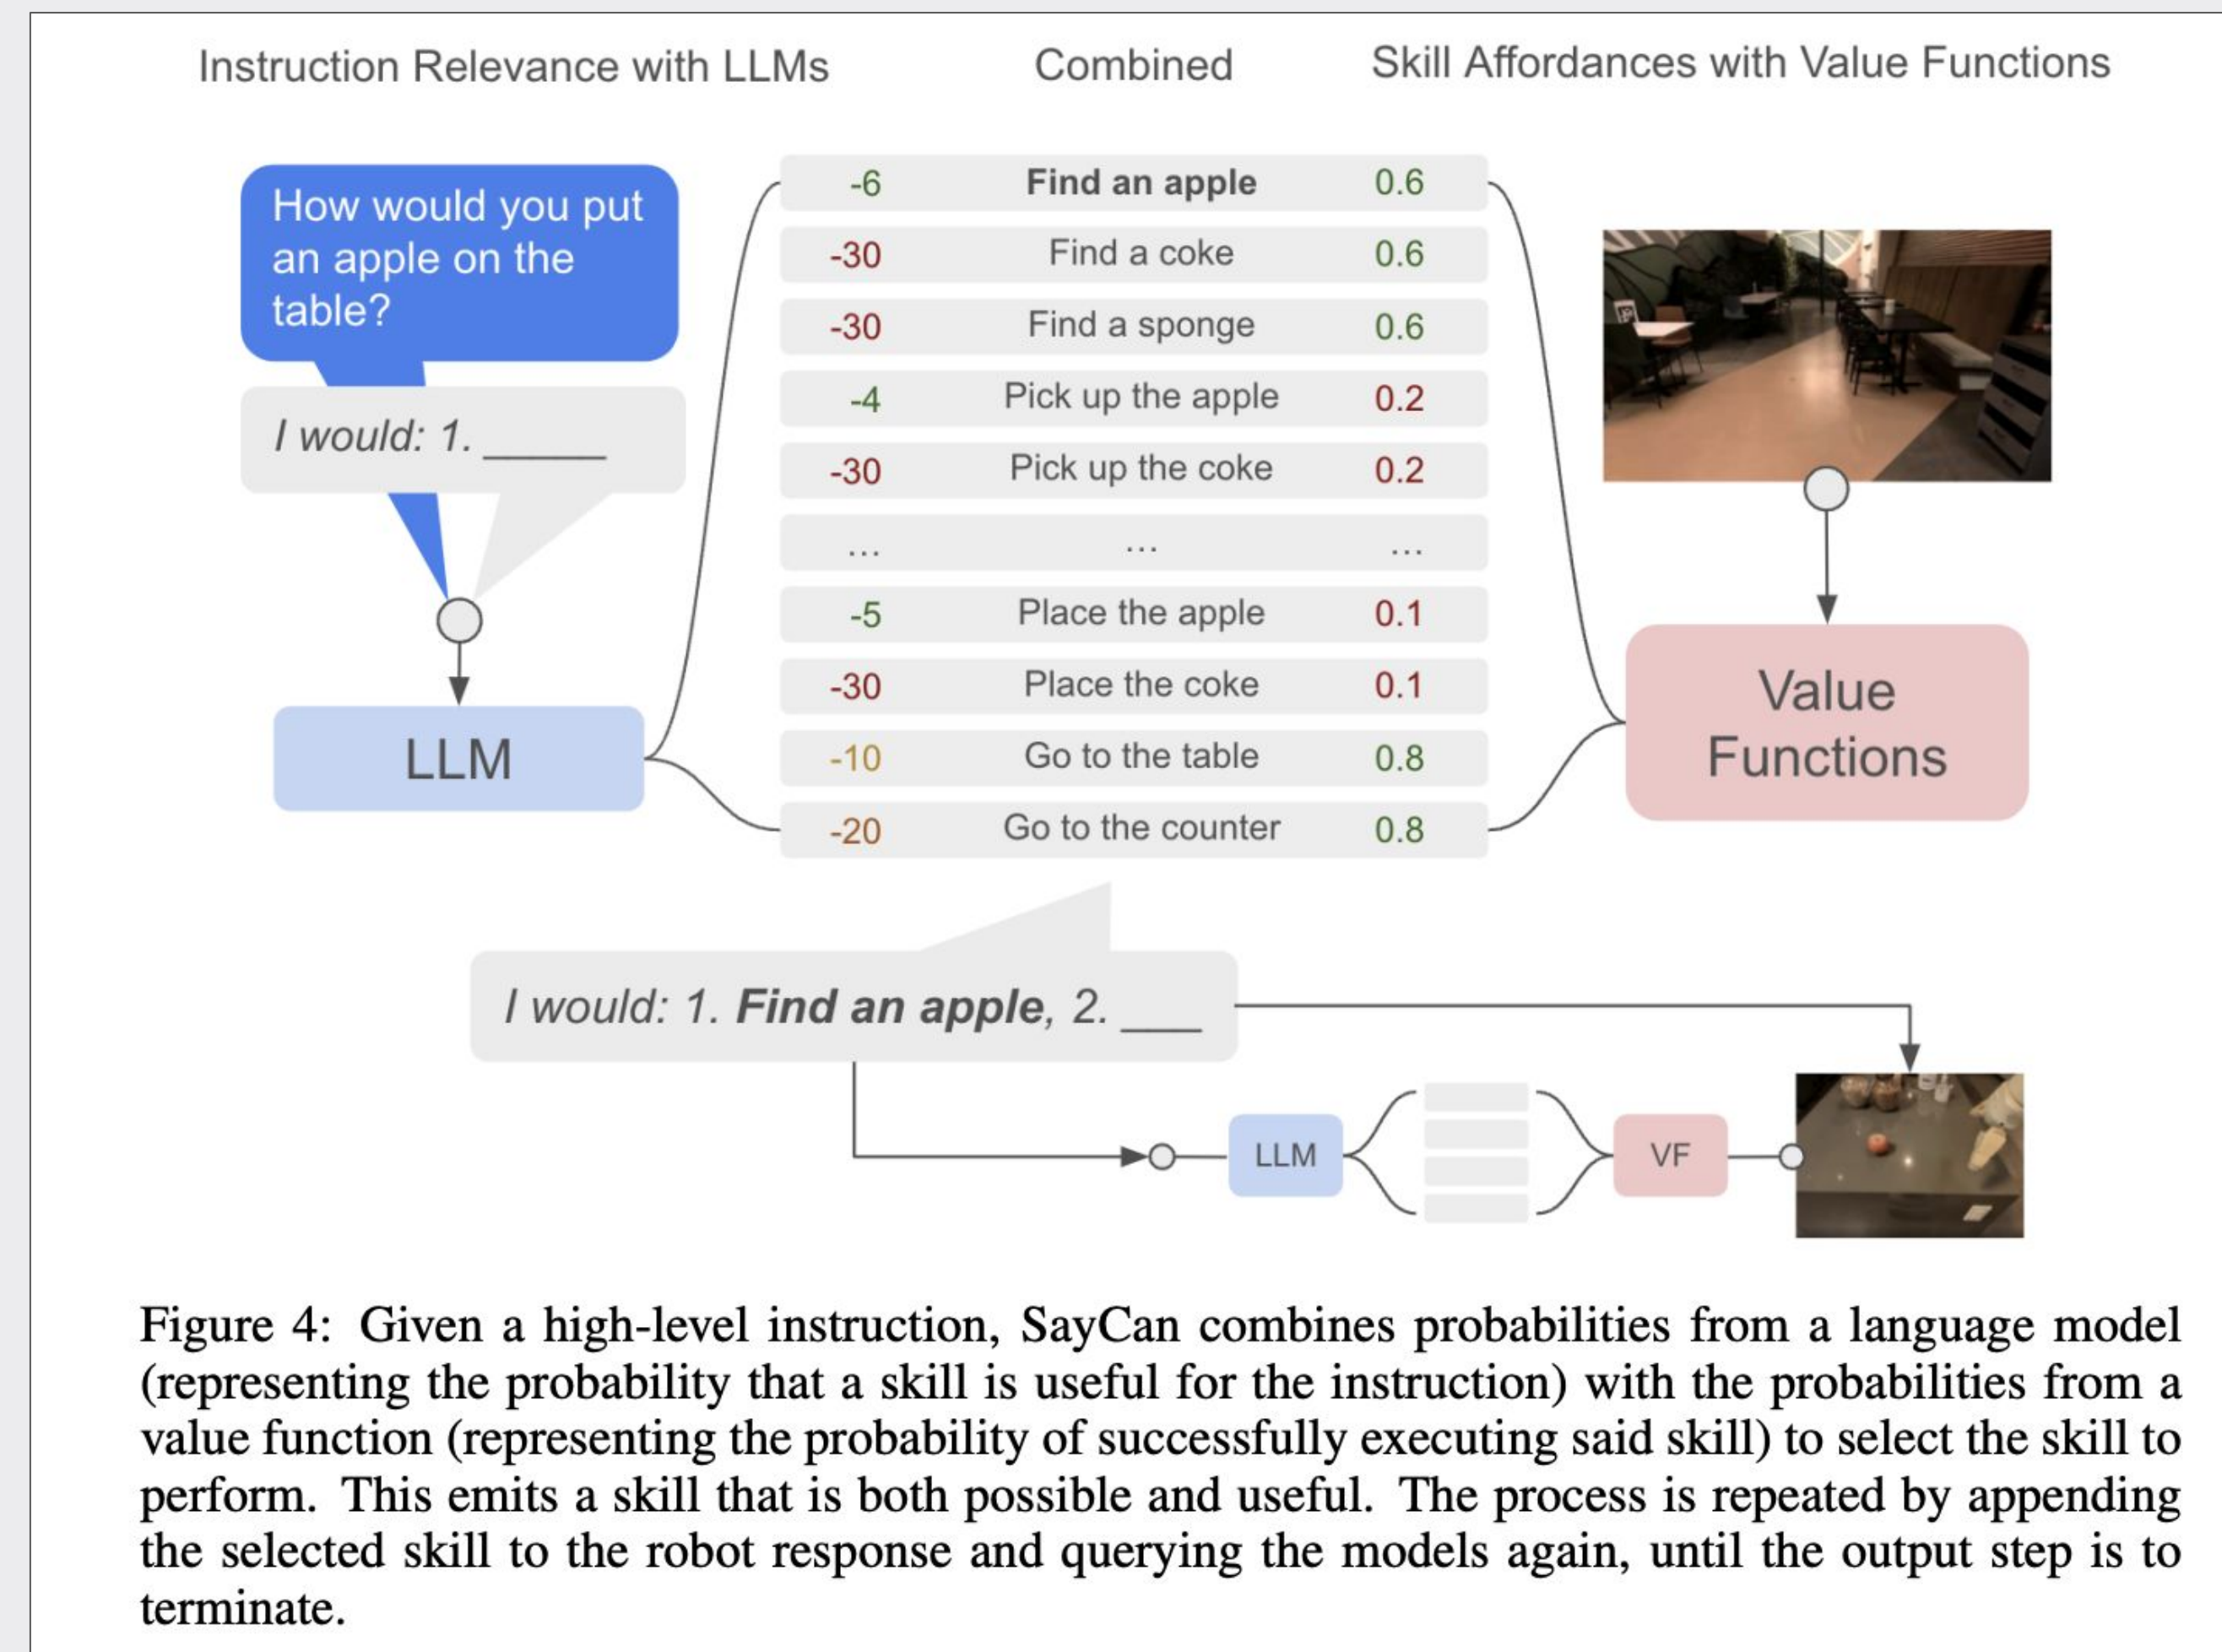 Instruction Relevance with LLMs
Combined
Skill Affordances with Value Functions
How would you put
an apple on the
table?
I would: 1. _____
LLM
-6 Find an apple 0.6
-30 Find a coke 0.6
-30 Find a sponge 0.6
-4 Pick up the apple 0.2
-30 Pick up the coke 0.2
... ... ...
-5 Place the apple 0.1
-30 Place the coke 0.1
-10 Go to the table 0.8
-20 Go to the counter 0.8
Value
Functions
I would: 1. Find an apple, 2. ___
LLM
VF
Figure 4: Given a high-level instruction, SayCan combines probabilities from a language model
(representing the probability that a skill is useful for the instruction) with the probabilities from a
value function (representing the probability of successfully executing said skill) to select the skill to
perform. This emits a skill that is both possible and useful. The process is repeated by appending
the selected skill to the robot response and querying the models again, until the output step is to
terminate.